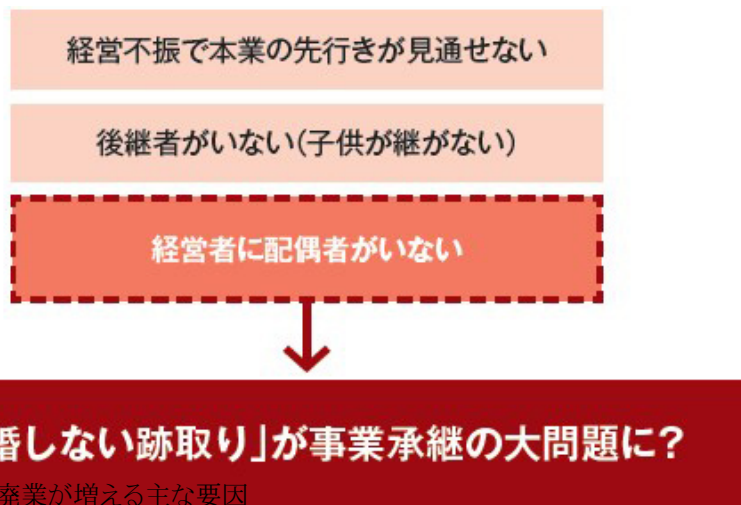 経営不振で本業の先行きが見通せない
後継者がいない(子供が継がない)
経営者に配偶者がいない
婚しない跡取り」が事業承継の大問題に?
廃業が増える主な要因